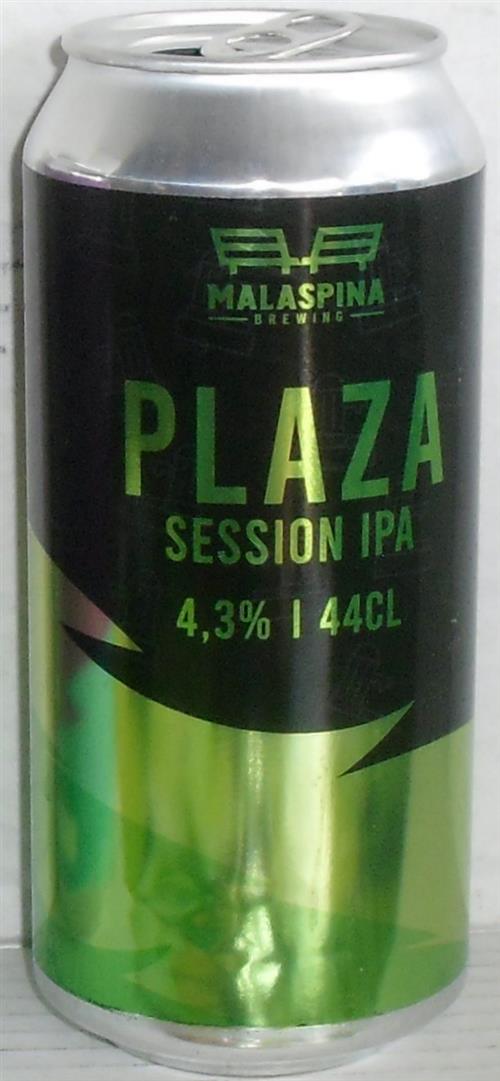 MALASPINA
BREWING
PLAZA
SESSION IPA
4,3% | 44CL